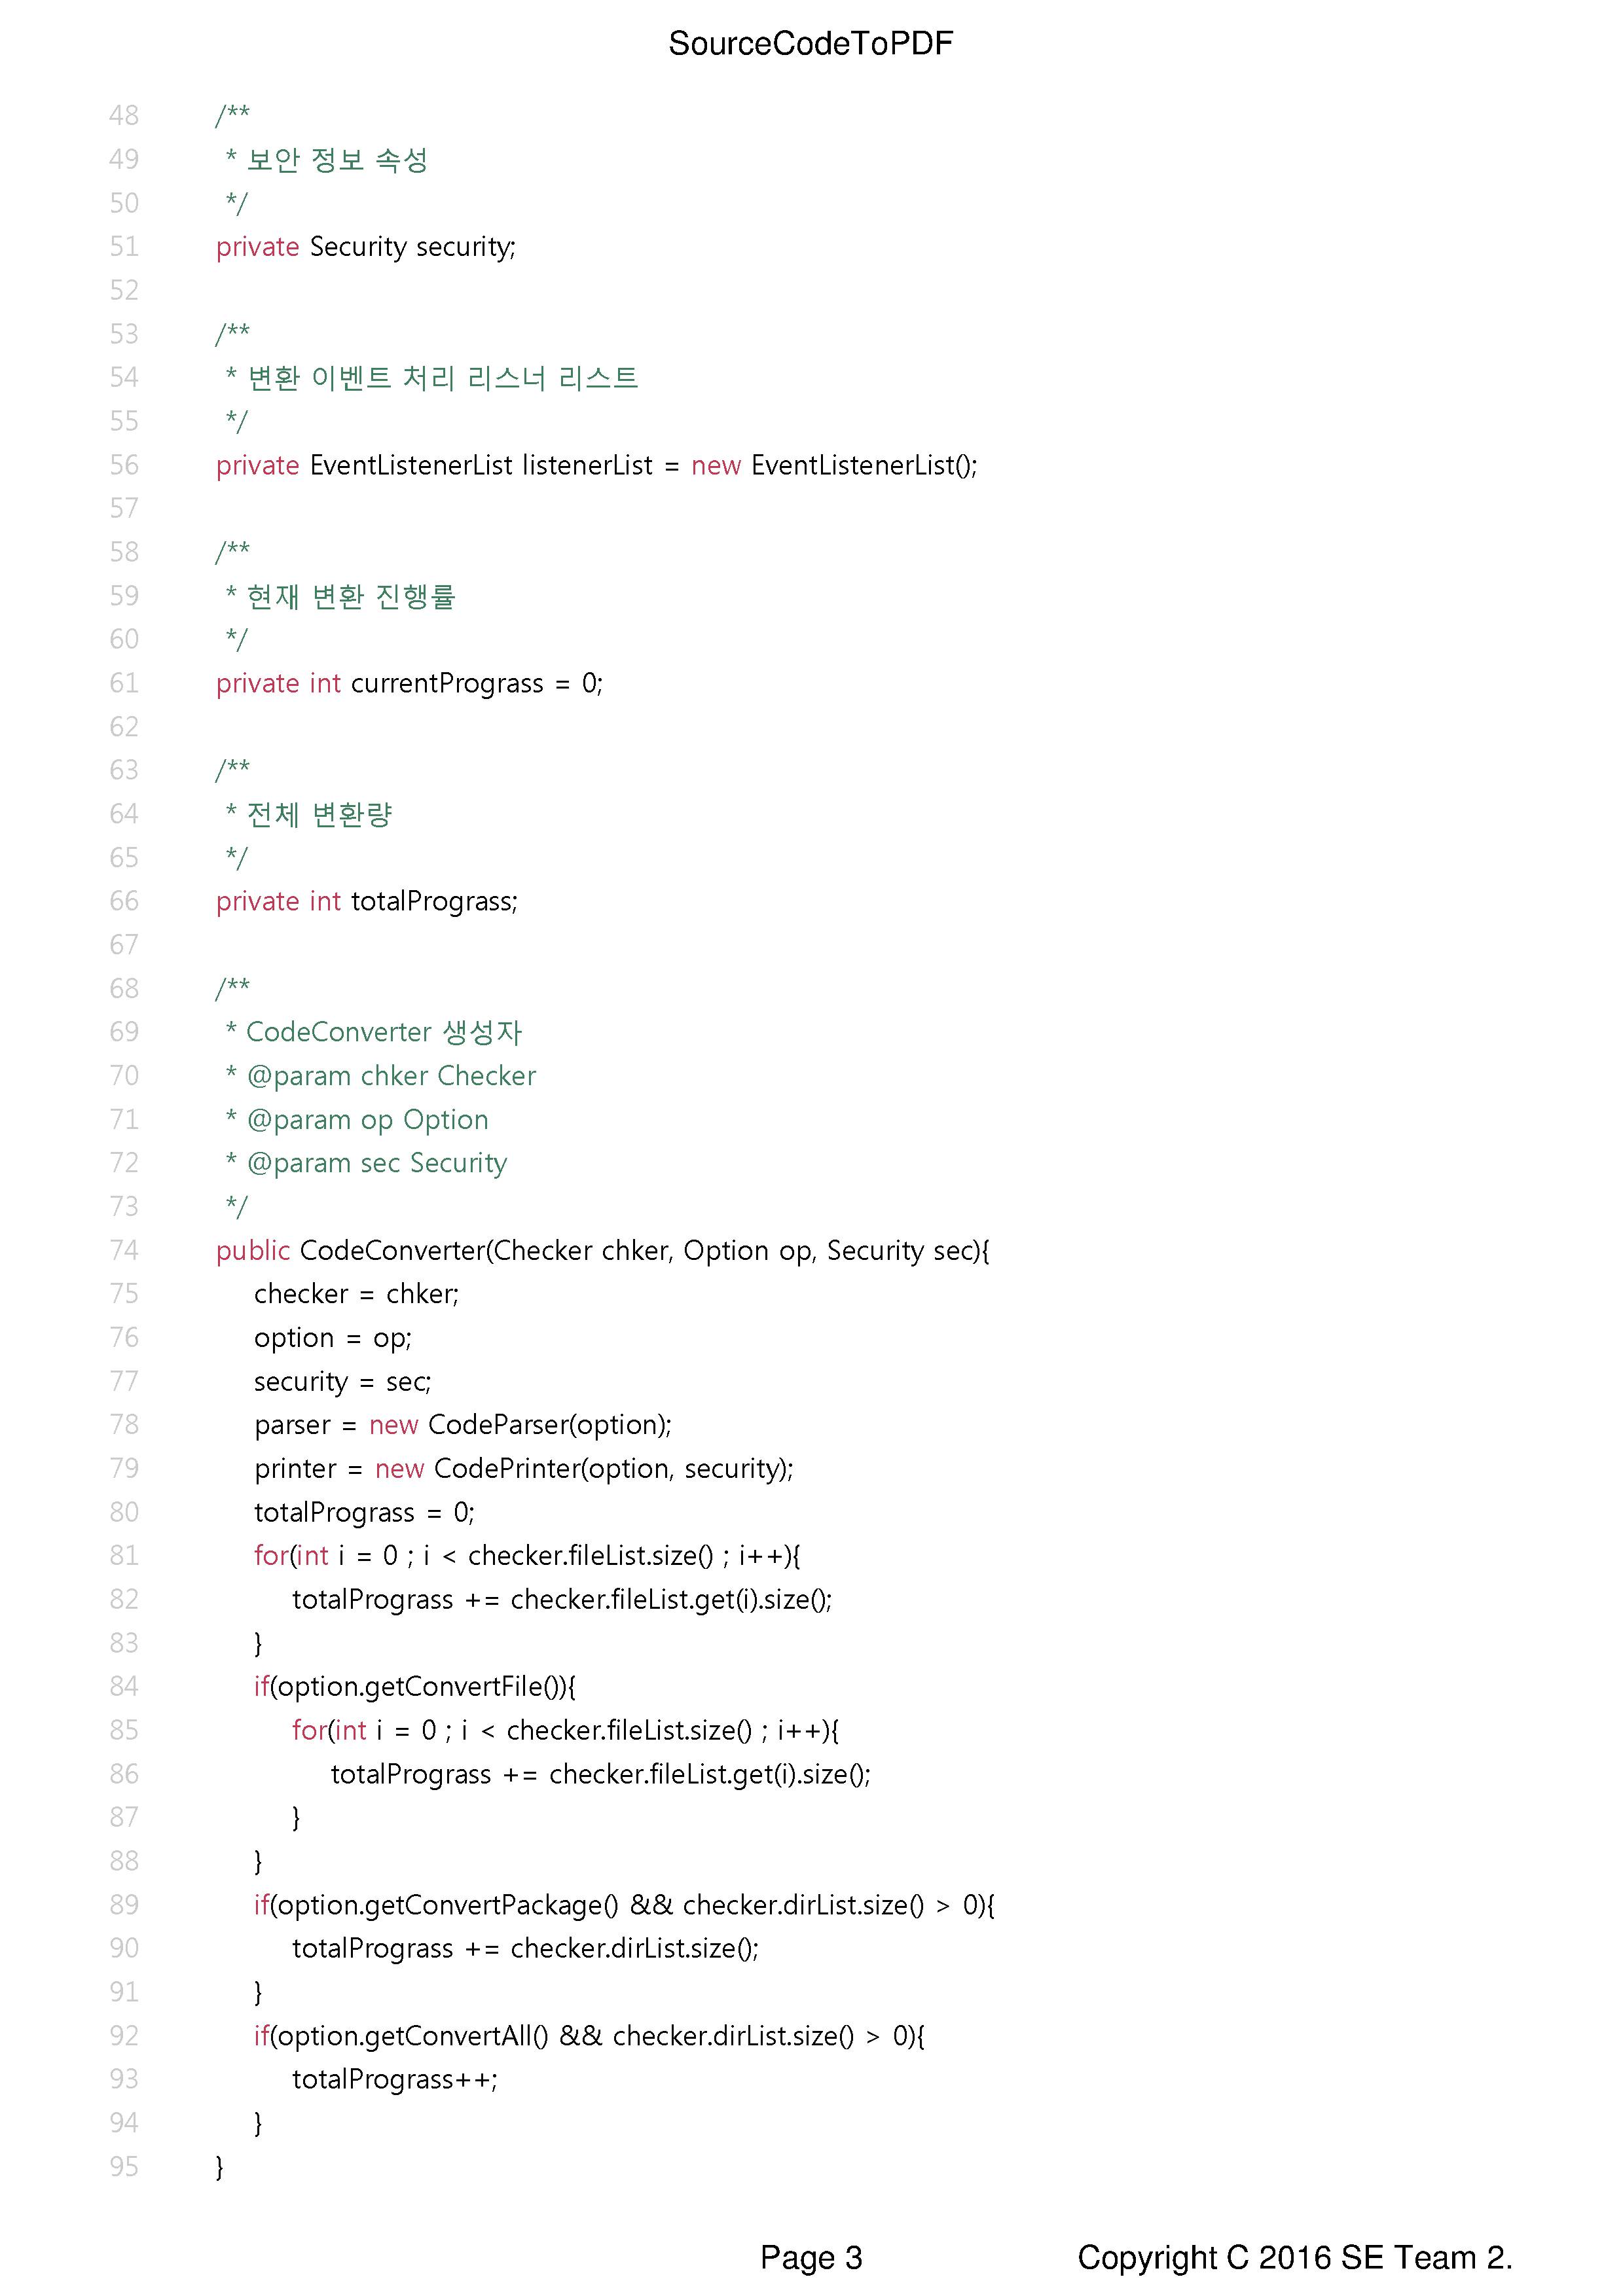 SourceCodeToPDF
48 /**
49 * 보안 정보 속성
50 */
51 private Security security;
52
53 /**
54 * 변환 이벤트 처리 리스너 리스트
55 */
56 private EventListenerList listenerList = new EventListenerList();
57
58 /**
59 * 현재 변환 진행률
60 */
61 private int currentPrograss = 0;
62
63 /**
64 * 전체 변환량
65 */
66 private int totalPrograss;
67
68 /**
69 * CodeConverter 생성자
70 * @param chker Checker
71 * @param op Option
72 * @param sec Security
73 */
74 public CodeConverter(Checker chker, Option op, Security sec){
75 checker = chker;
76 option = op;
77 security = sec;
78 parser = new CodeParser(option);
79 printer = new CodePrinter(option, security);
80 totalPrograss = 0;
81 for(int i = 0 ; i < checker.fileList.size() ; i++){
82 totalPrograss += checker.fileList.get(i).size();
83 }
84 if(option.getConvertFile()){
85 for(int i = 0 ; i < checker.fileList.size() ; i++){
86 totalPrograss += checker.fileList.get(i).size();
87 }
88 }
89 if(option.getConvertPackage() && checker.dirList.size() > 0){
90 totalPrograss += checker.dirList.size();
91 }
92 if(option.getConvertAll() && checker.dirList.size() > 0){
93 totalPrograss++;
94 }
95 }
Page 3 Copyright C 2016 SE Team 2.